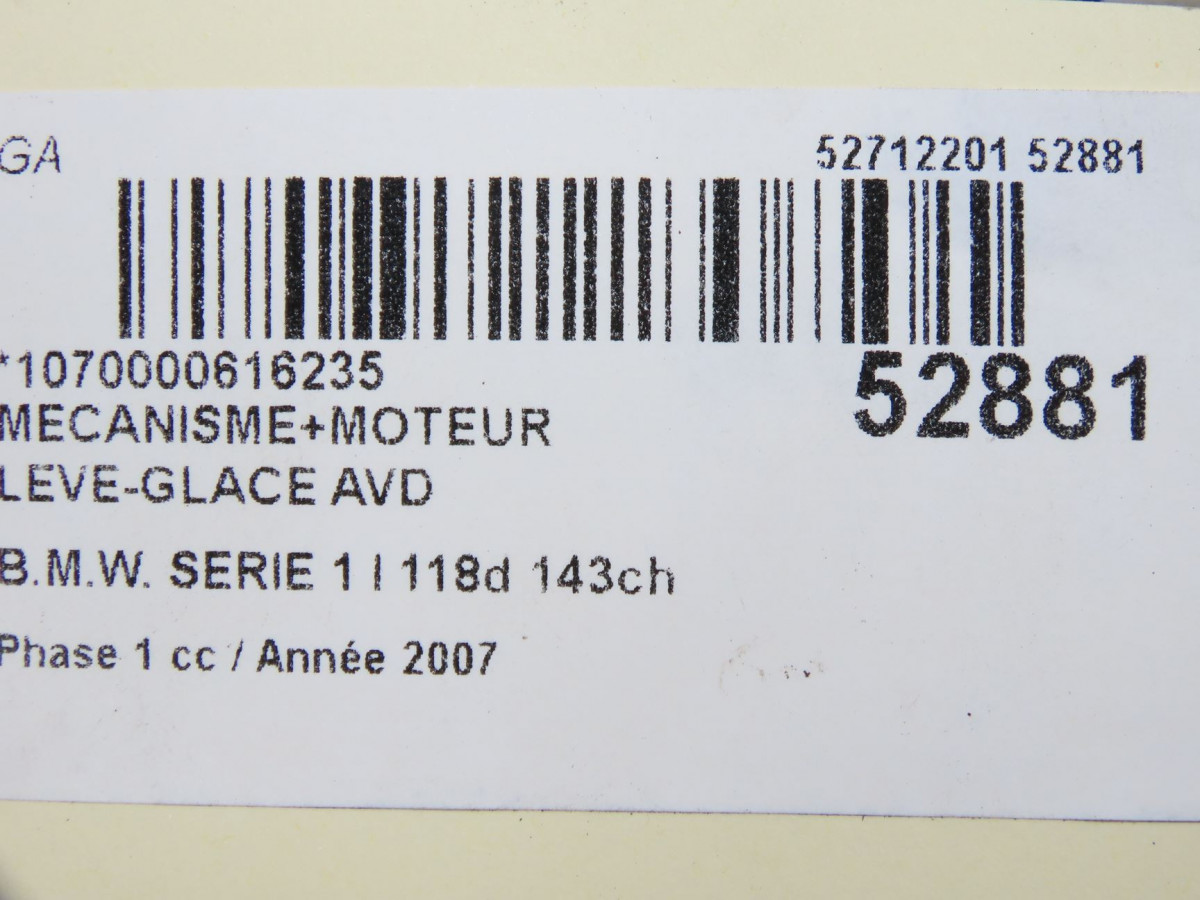 GA
52712201 52881
*1070000616235
52881
MECANISME+MOTEUR
LEVE-GLACE AVD
B.M.W. SERIE 1 I 118d 143ch
Phase 1 cc / Année 2007